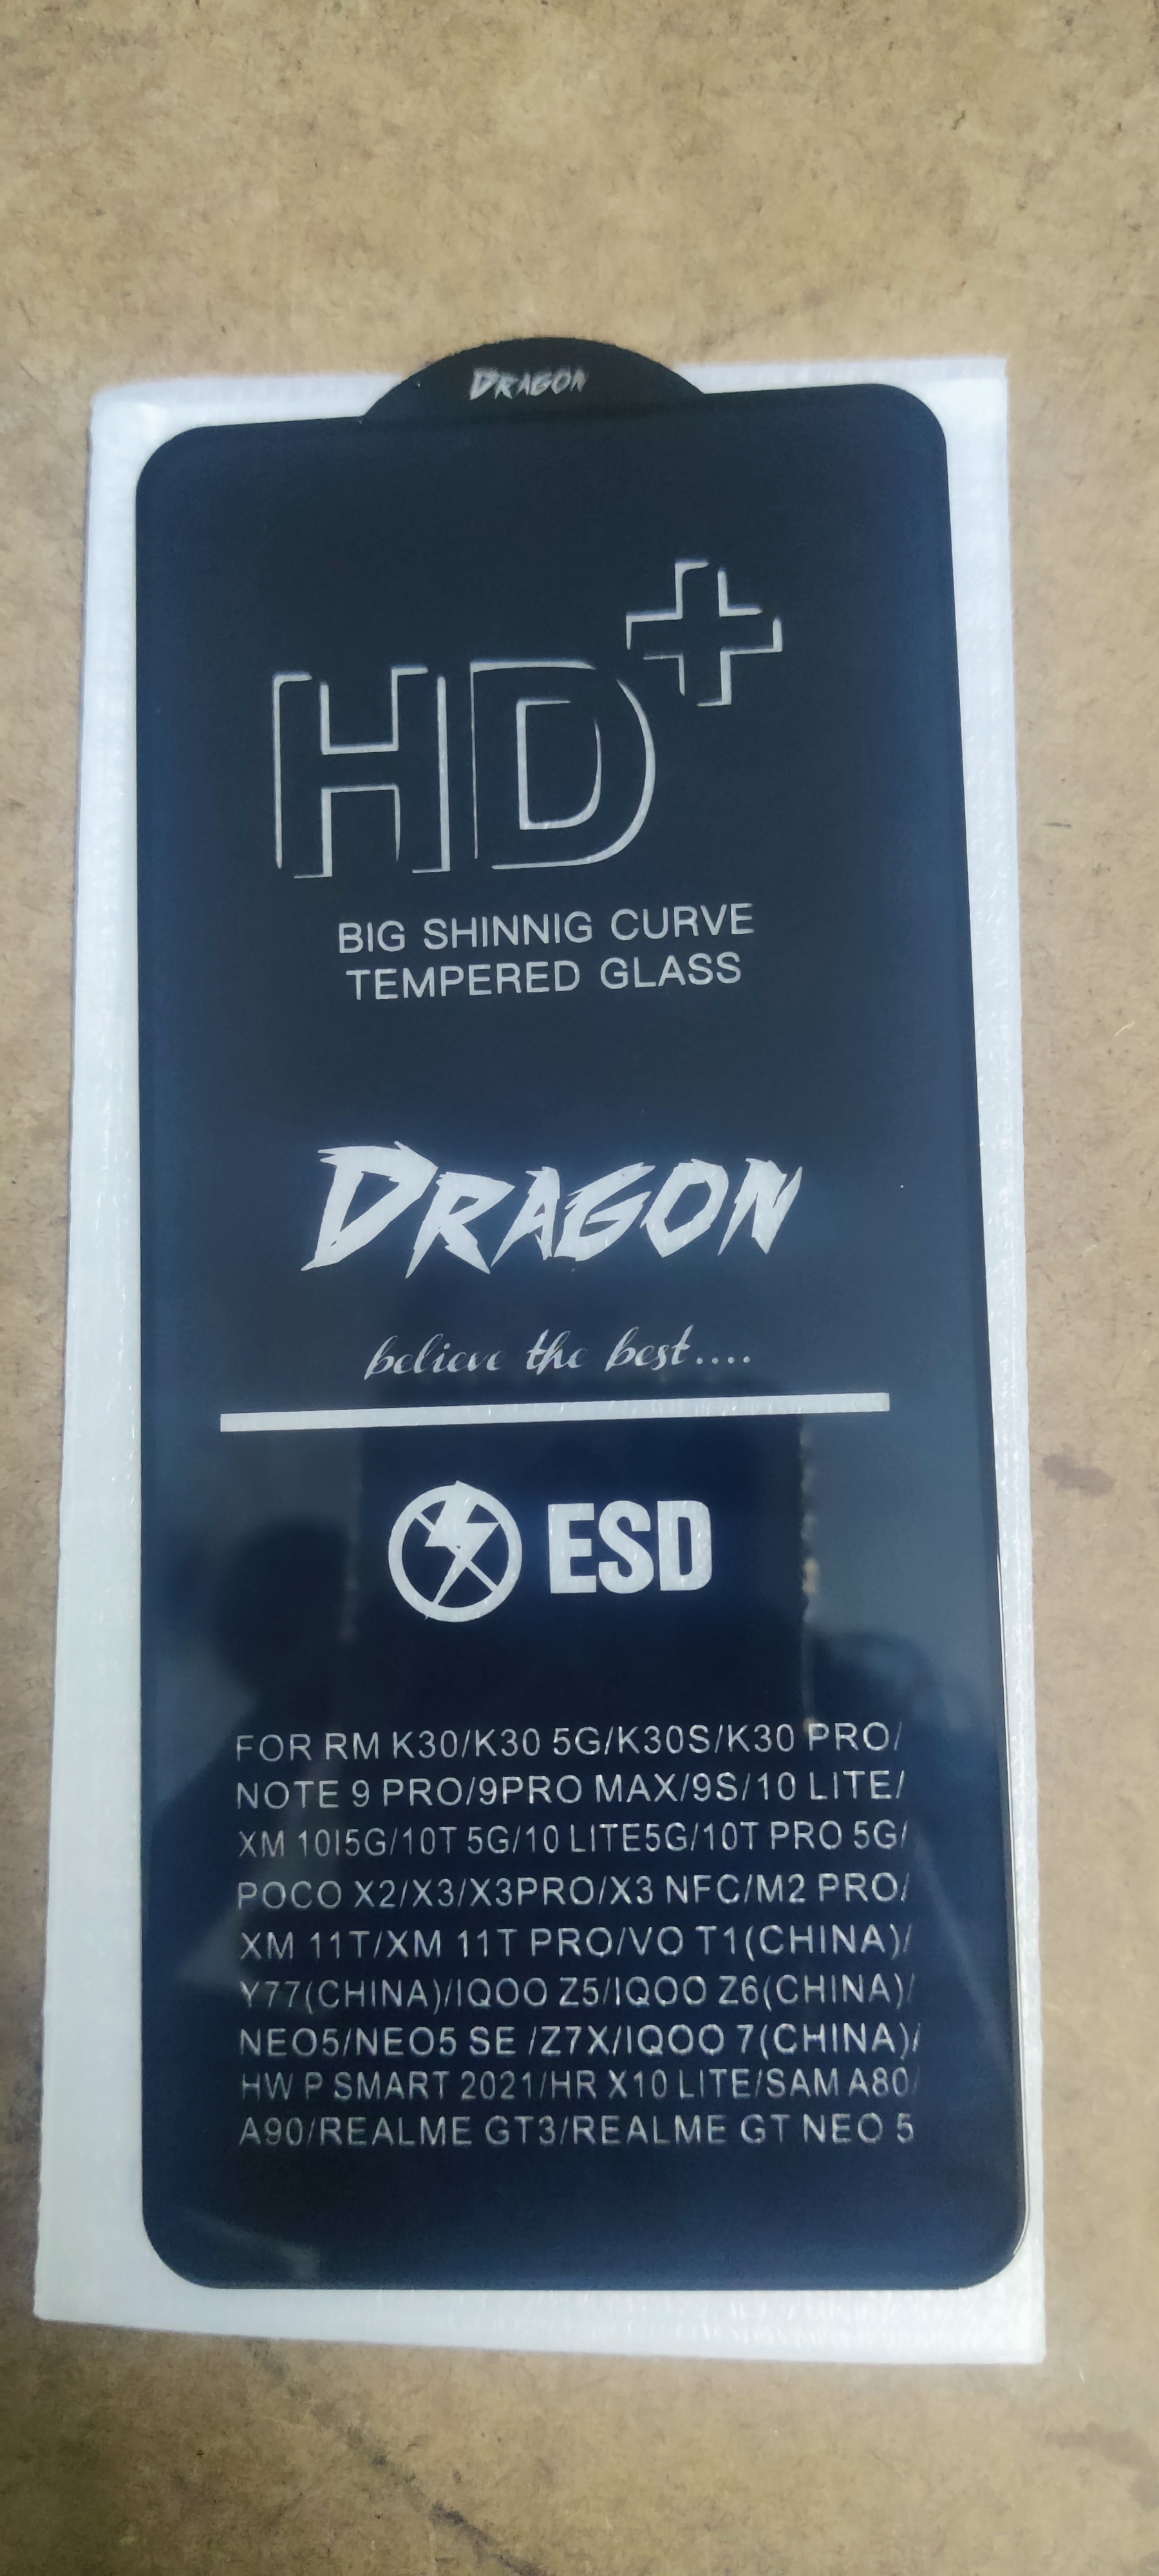 DRAGON
HD+
BIG SHINNIG CURVE
TEMPERED GLASS
DRAGON
believe the best....
ESD
FOR RM K30/K30 5G/K30S/K30 PRO/
NOTE 9 PRO/9PRO MAX/9S/10 LITE/
XM 10I5G/10T 5G/10 LITE5G/10T PRO 5G/
POCO X2/X3/X3PRO/X3 NFC/M2 PRO/
XM 11T/XM 11T PRO/VO T1(CHINA)/
Y77(CHINA)/IQOO Z5/IQOO Z6(CHINA)/
NEO5/NEO5 SE /Z7X/IQOO 7(CHINA)/
HW P SMART 2021/HR X10 LITE/SAM A80/
A90/REALME GT3/REALME GT NEO 5